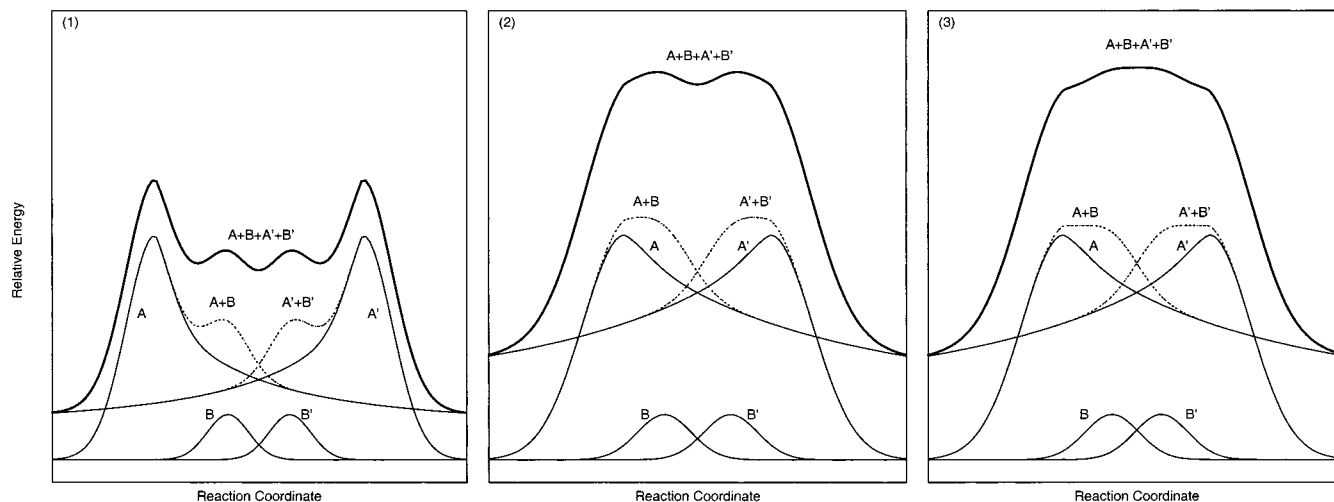 Relative Energy
(1)
A+B+A'+B'
A+B
A'+B'
A
A'
B
B'
Reaction Coordinate
(2)
A+B+A'+B'
A+B
A'+B'
A
A'
B
B'
Reaction Coordinate
(3)
A+B+A'+B'
A+B
A'+B'
A
A'
B
B'
Reaction Coordinate